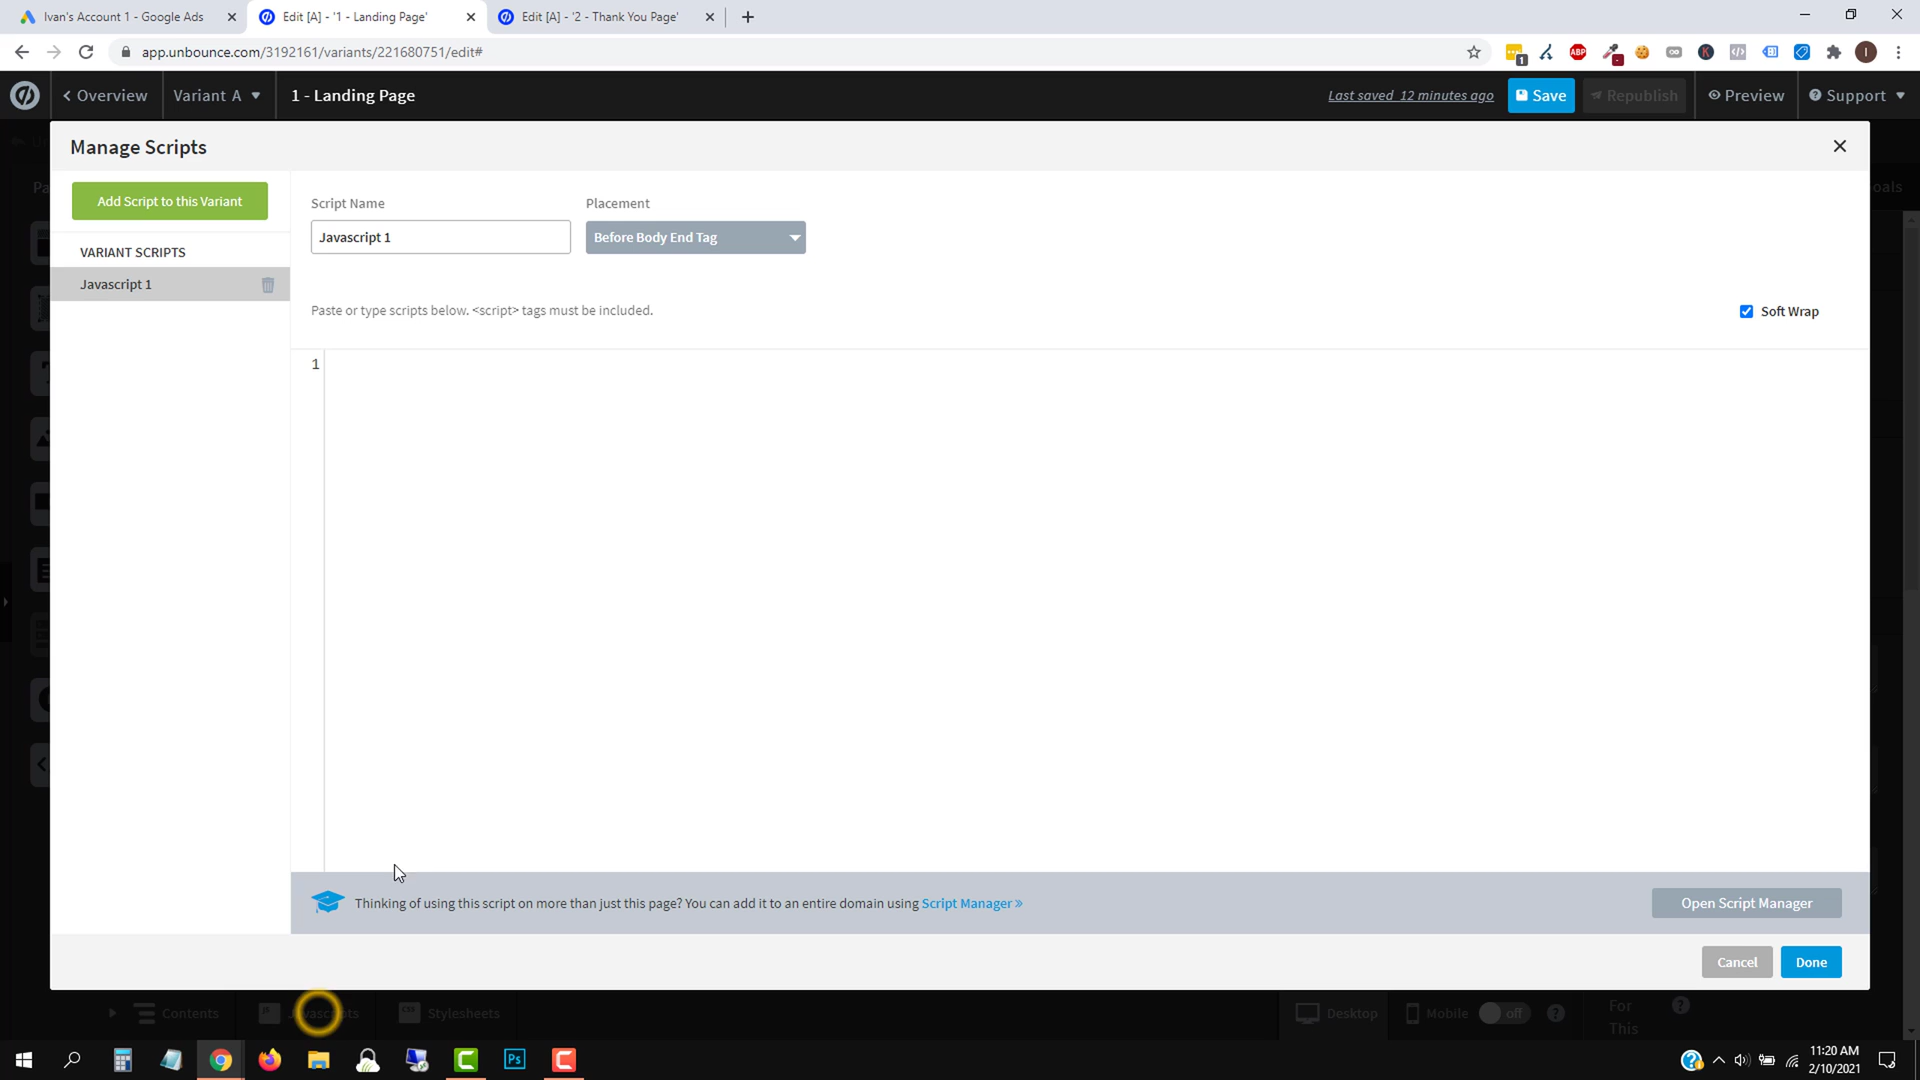 Ivan's Account 1 - Google Ads
Edit [A] - '1 - Landing Page'
Edit [A] - '2 - Thank You Page'
app.unbounce.com/3192161/variants/221680751/edit#
Overview
Variant A
1 - Landing Page
Last saved 12 minutes ago
Save
Republish
Preview
Support
Manage Scripts
Add Script to this Variant
VARIANT SCRIPTS
Javascript 1
Script Name
Javascript 1
Placement
Before Body End Tag
Paste or type scripts below. <script> tags must be included.
Soft Wrap
1
Thinking of using this script on more than just this page? You can add it to an entire domain using Script Manager »
Open Script Manager
Cancel
Done
Contents
Javascripts
Stylesheets
Desktop
Mobile
off
For
This
11:20 AM
2/10/2021